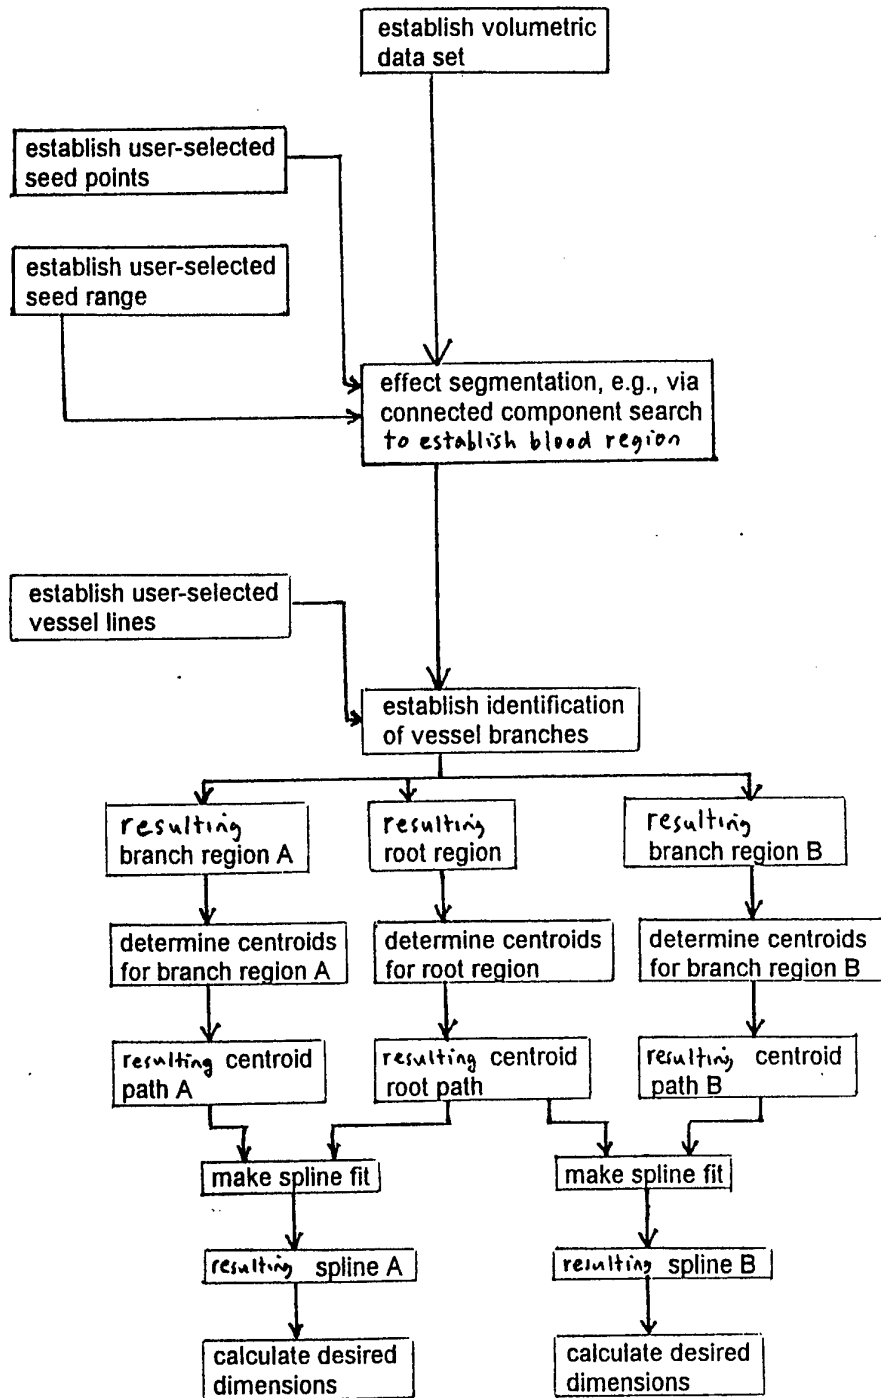 establish volumetric
data set
establish user-selected
seed points
establish user-selected
seed range
effect segmentation, e.g., via
connected component search
to establish blood region
establish user-selected
vessel lines
establish identification
of vessel branches
resulting
branch region A
resulting
root region
resulting
branch region B
determine centroids
for branch region A
determine centroids
for root region
determine centroids
for branch region B
resulting centroid
path A
resulting centroid
root path
resulting centroid
path B
make spline fit
make spline fit
resulting spline A
resulting spline B
calculate desired
dimensions
calculate desired
dimensions